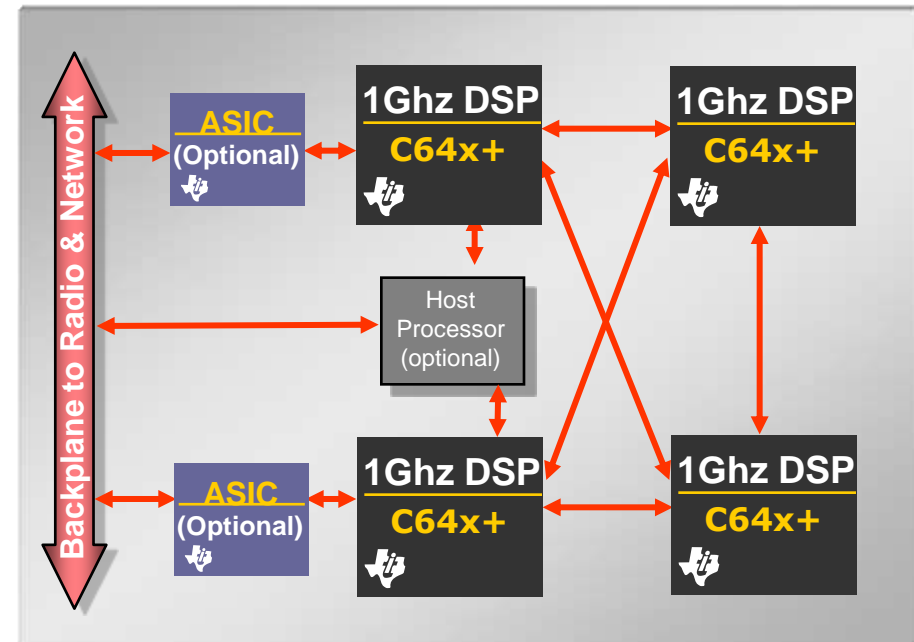 Backplane to Radio & Network
ASIC
(Optional)
1Ghz DSP
C64x+
1Ghz DSP
C64x+
Host
Processor
(optional)
ASIC
(Optional)
1Ghz DSP
C64x+
1Ghz DSP
C64x+